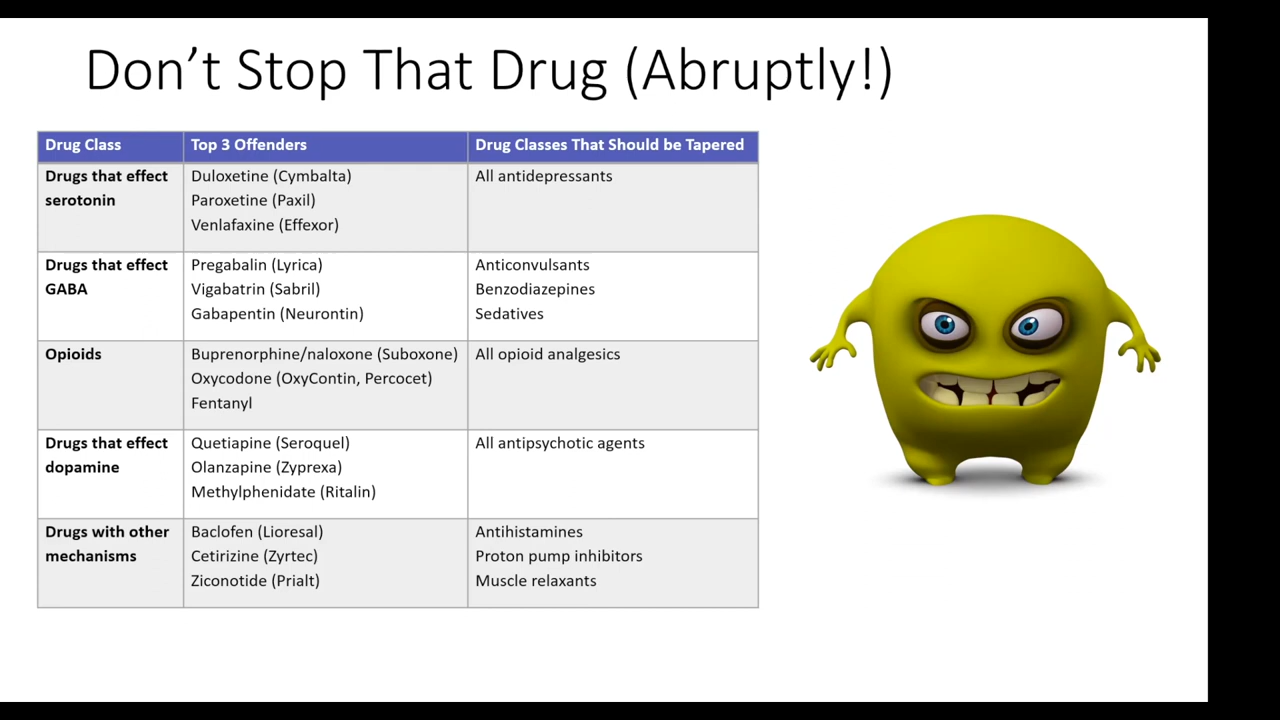 Don’t Stop That Drug (Abruptly!)
Drug Class
Top 3 Offenders
Drug Classes That Should be Tapered
Drugs that effect
serotonin
Duloxetine (Cymbalta)
Paroxetine (Paxil)
Venlafaxine (Effexor)
All antidepressants
Drugs that effect
GABA
Pregabalin (Lyrica)
Vigabatrin (Sabril)
Gabapentin (Neurontin)
Anticonvulsants
Benzodiazepines
Sedatives
Opioids
Buprenorphine/naloxone (Suboxone)
Oxycodone (OxyContin, Percocet)
Fentanyl
All opioid analgesics
Drugs that effect
dopamine
Quetiapine (Seroquel)
Olanzapine (Zyprexa)
Methylphenidate (Ritalin)
All antipsychotic agents
Drugs with other
mechanisms
Baclofen (Lioresal)
Cetirizine (Zyrtec)
Ziconotide (Prialt)
Antihistamines
Proton pump inhibitors
Muscle relaxants